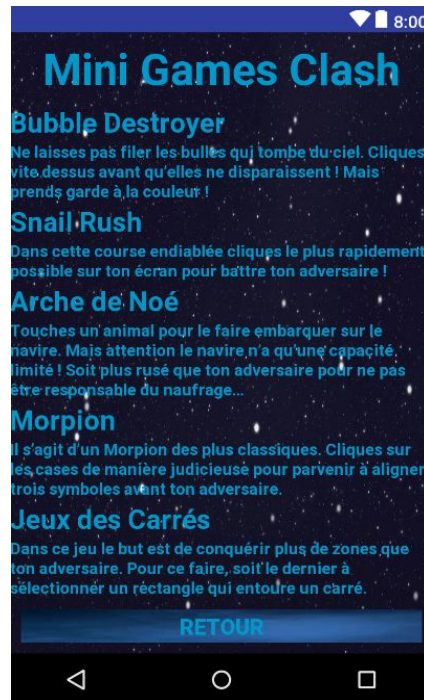 8:00
Mini Games Clash
Bubble Destroyer
Ne laisses pas filer les bulles qui tombe du ciel. Cliques
vite dessus avant qu'elles ne disparaissent ! Mais
prends garde à la couleur !
Snail Rush
Dans cette course endiablée cliques le plus rapidement
possible sur ton écran pour battre ton adversaire !
Arche de Noé
Touches un animal pour le faire embarquer sur le
navire. Mais attention le navire n'a qu'une capacité
limité ! Soit plus rusé que ton adversaire pour ne pas
être responsable du naufrage...
Morpion
Il s'agit d'un Morpion des plus classiques. Cliques sur
les cases de manière judicieuse pour parvenir à aligner
trois symboles avant ton adversaire.
Jeux des Carrés
Dans ce jeu le but est de conquérir plus de zones que
ton adversaire. Pour ce faire, soit le dernier à
sélectionner un rectangle qui entoure un carré.
RETOUR